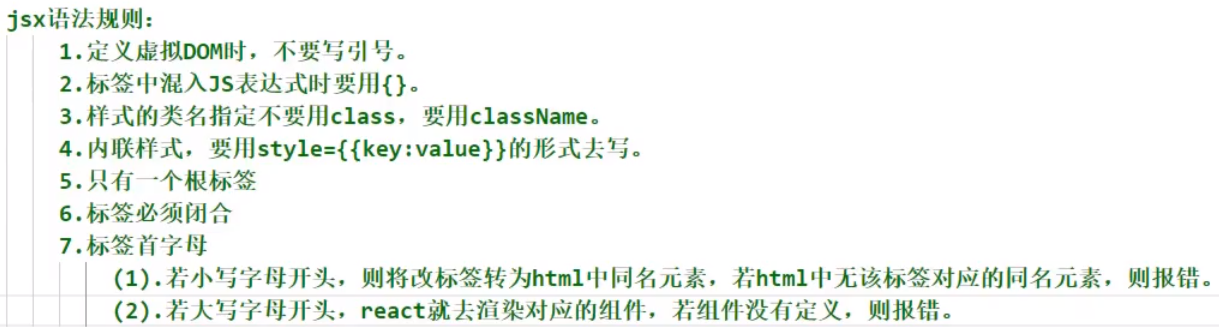 jsx语法规则：
1.定义虚拟DOM时，不要写引号。
2.标签中混入JS表达式时要用{}。
3.样式的类名指定不要用class，要用className。
4.内联样式，要用style={{key:value}}的形式去写。
5.只有一个根标签
6.标签必须闭合
7.标签首字母
(1).若小写字母开头，则将改标签转为html中同名元素，若html中无该标签对应的同名元素，则报错。
(2).若大写字母开头，react就去渲染对应的组件，若组件没有定义，则报错。